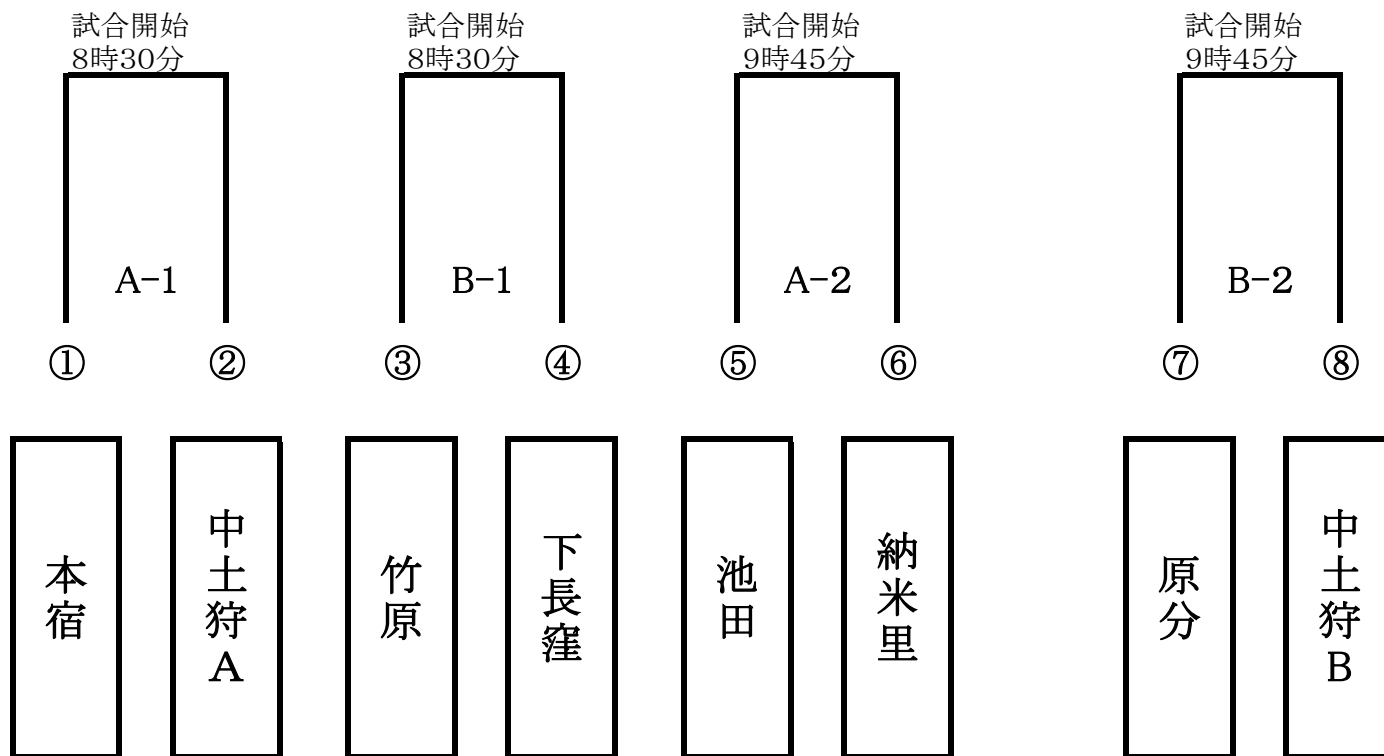 試合開始
8時30分
試合開始
8時30分
試合開始
9時45分
試合開始
9時45分
A-1
B-1
A-2
B-2
①
②
③
④
⑤
⑥
⑦
⑧
本宿
中土狩A
竹原
下長窪
池田
納米里
原分
中土狩B